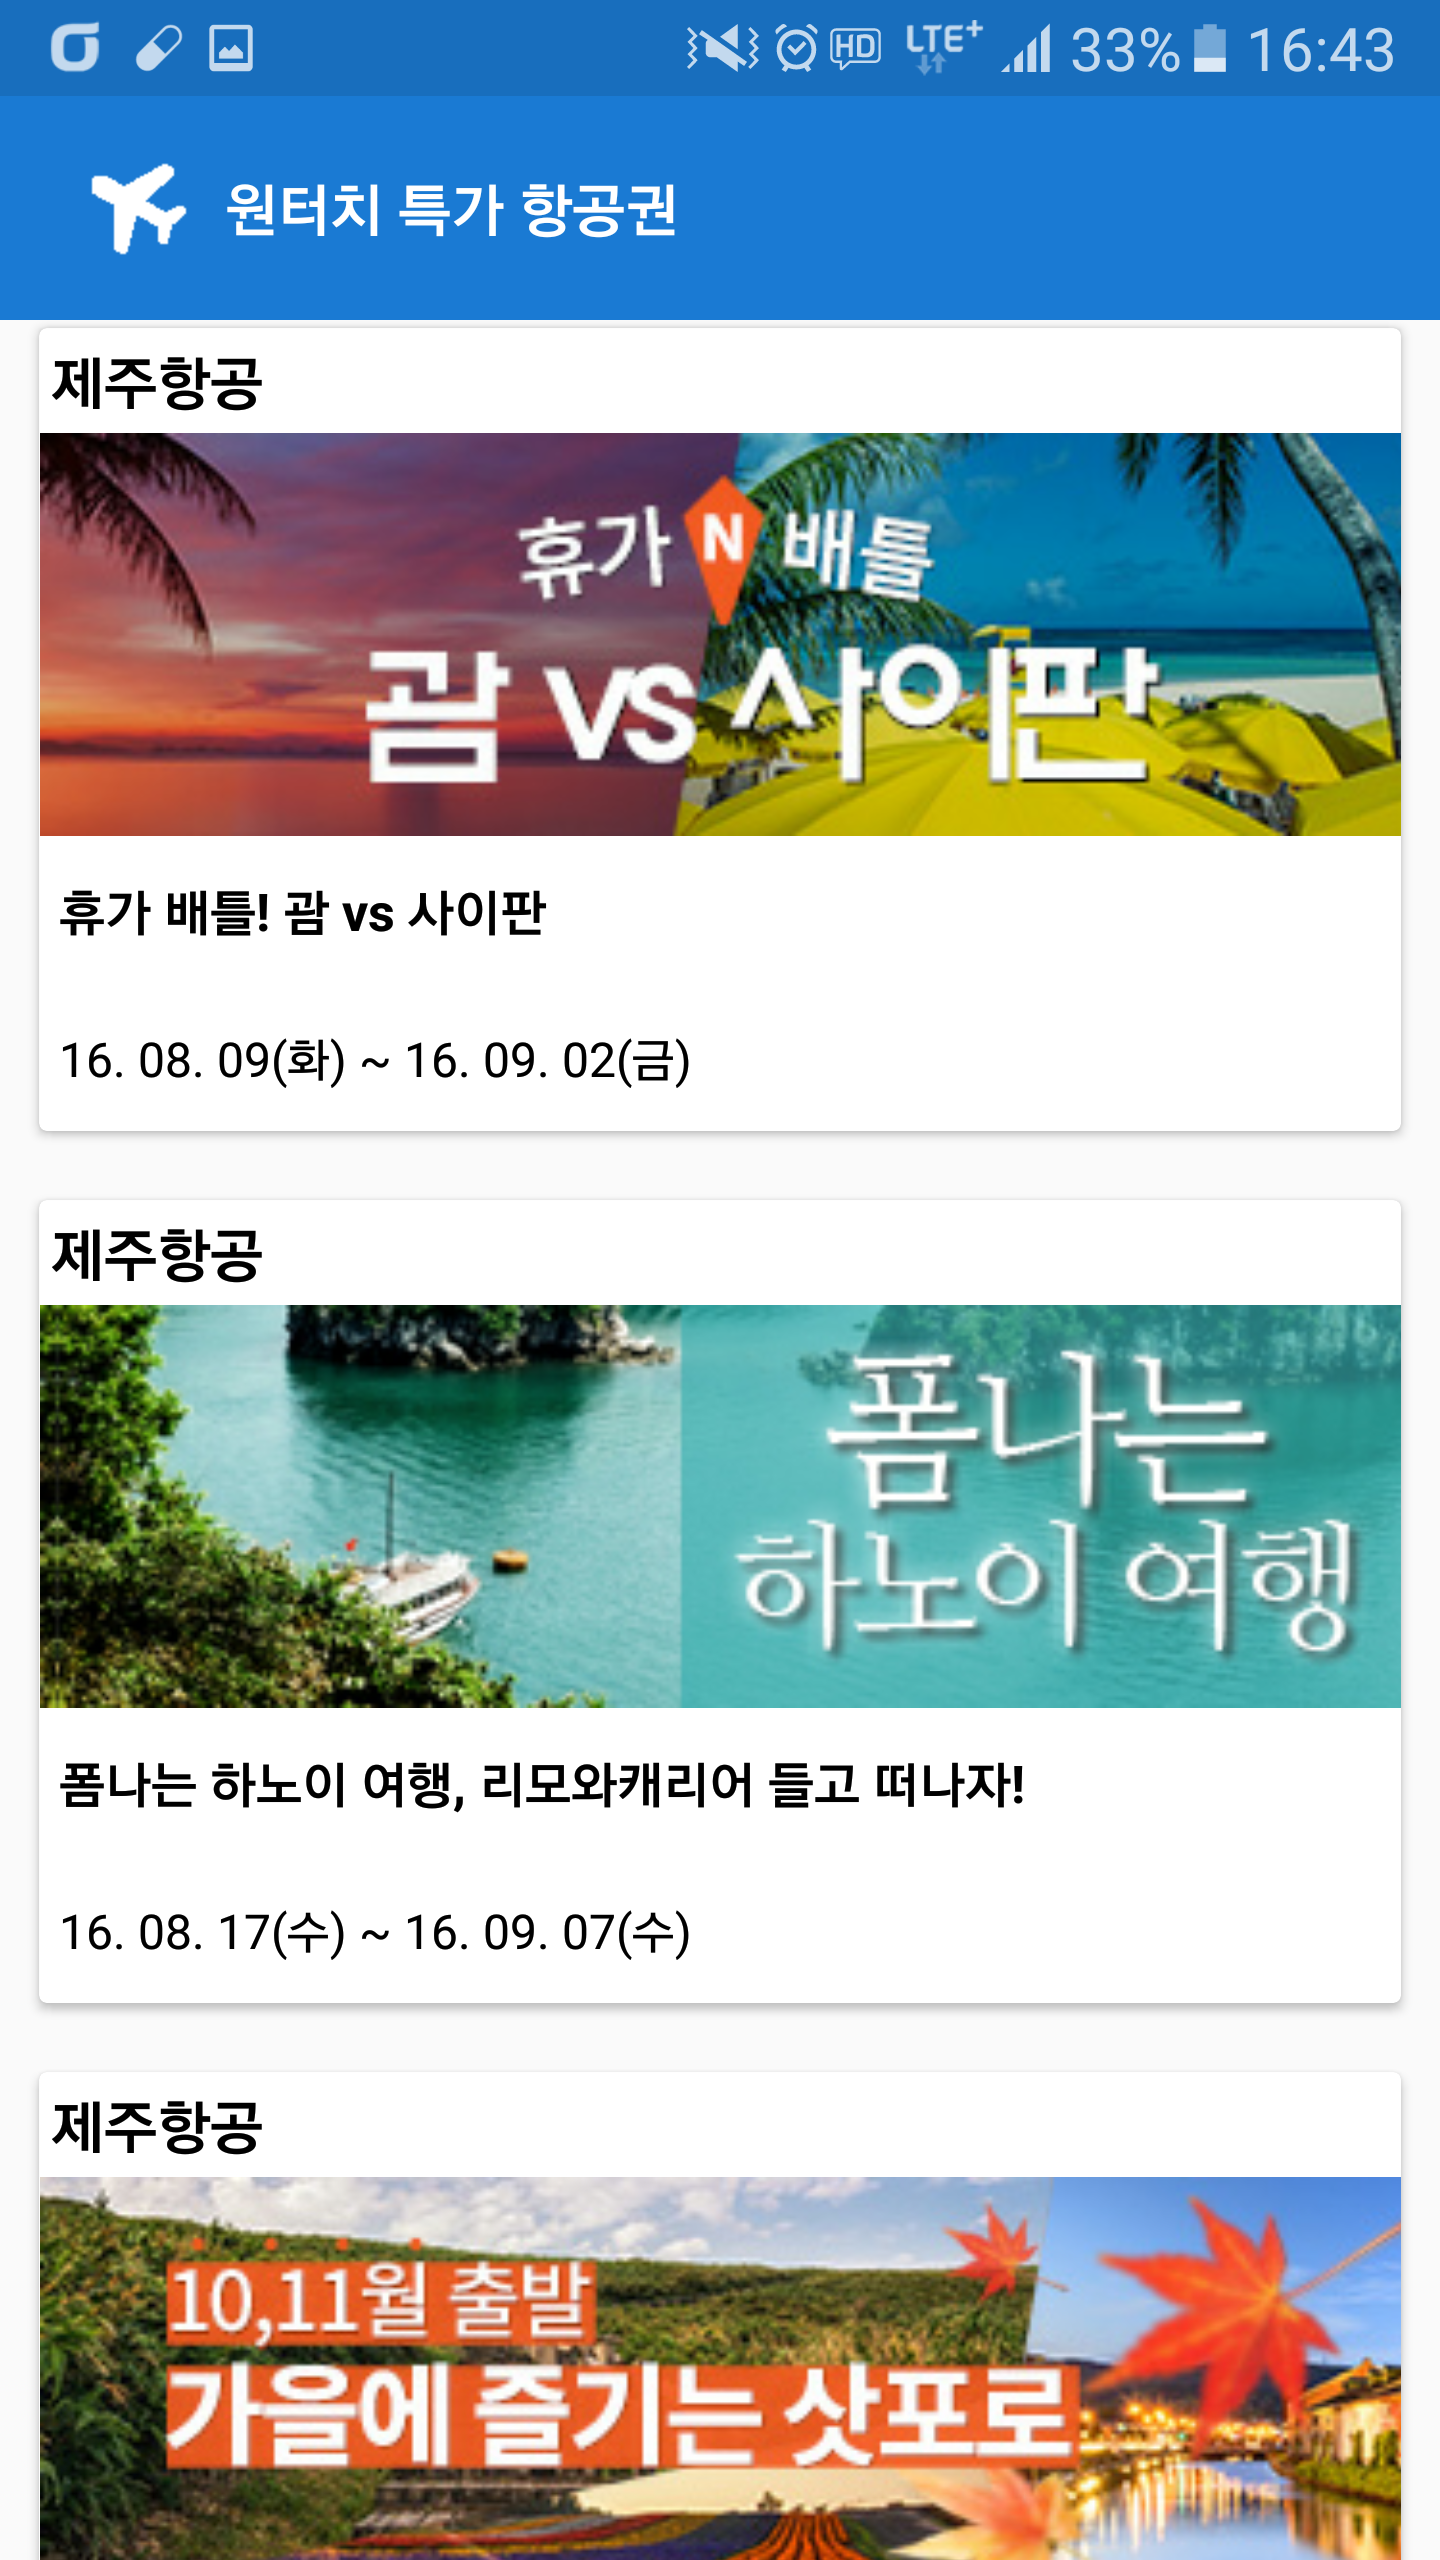 HD LTE+ 33% 16:43
원터치 특가 항공권
제주항공
휴가 N 배틀
괌 vs 사이판
휴가 배틀! 괌 vs 사이판
16. 08. 09(화) ~ 16. 09. 02(금)
제주항공
폼나는
하노이 여행
폼나는 하노이 여행, 리모와캐리어 들고 떠나자!
16. 08. 17(수) ~ 16. 09. 07(수)
제주항공
10,11월 출발
가을에 즐기는 삿포로